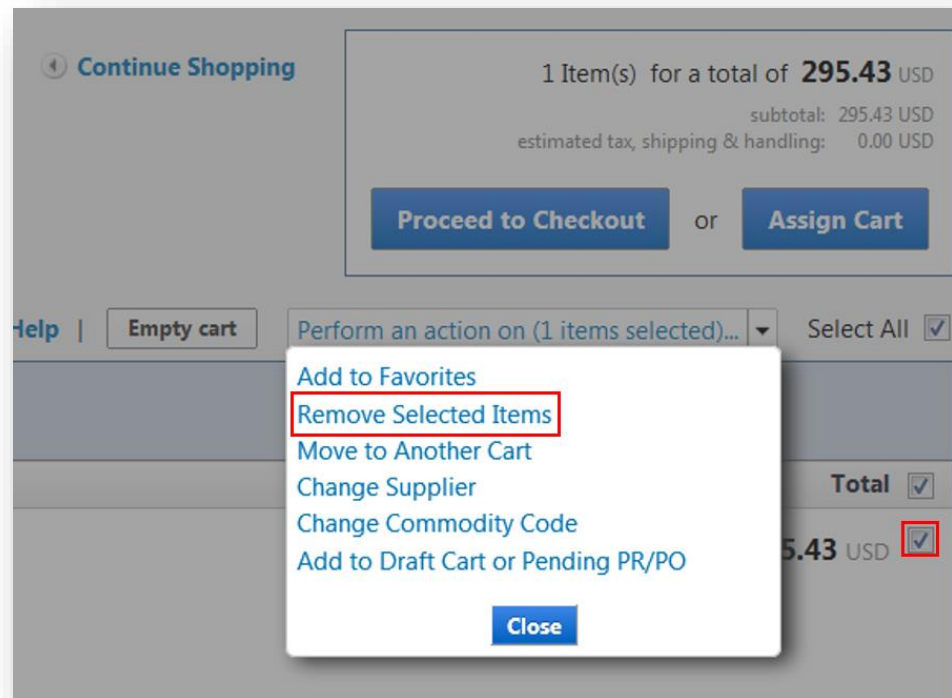 Continue Shopping
1 Item(s) for a total of 295.43 USD
subtotal: 295.43 USD
estimated tax, shipping & handling: 0.00 USD
Proceed to Checkout or Assign Cart
Help | Empty cart Perform an action on (1 items selected)... Select All
Add to Favorites
Remove Selected Items
Move to Another Cart
Change Supplier
Change Commodity Code
Add to Draft Cart or Pending PR/PO
Close
Total
5.43 USD